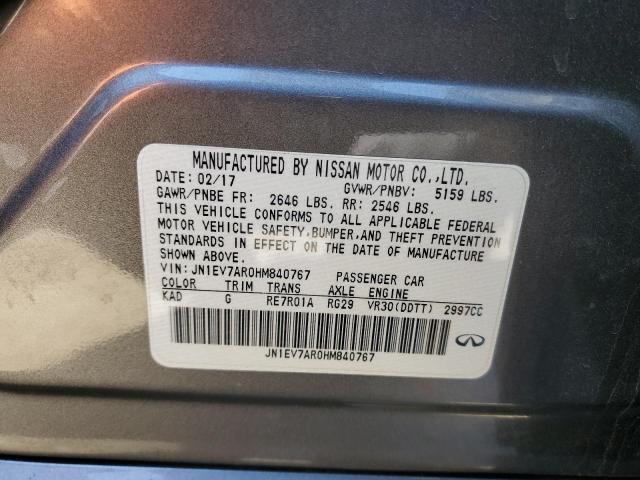 MANUFACTURED BY NISSAN MOTOR CO.,LTD.
DATE: 02/17 GVWR/PNBV: 5159 LBS.
GAWR/PNBE FR: 2646 LBS. RR: 2546 LBS.
THIS VEHICLE CONFORMS TO ALL APPLICABLE FEDERAL
MOTOR VEHICLE SAFETY,BUMPER,AND THEFT PREVENTION
STANDARDS IN EFFECT ON THE DATE OF MANUFACTURE
SHOWN ABOVE.
VIN: JN1EV7AR0HM840767 PASSENGER CAR
COLOR TRIM TRANS AXLE ENGINE
KAD G RE7R01A RG29 VR30(DDTT) 2997CC
JN1EV7AR0HM840767